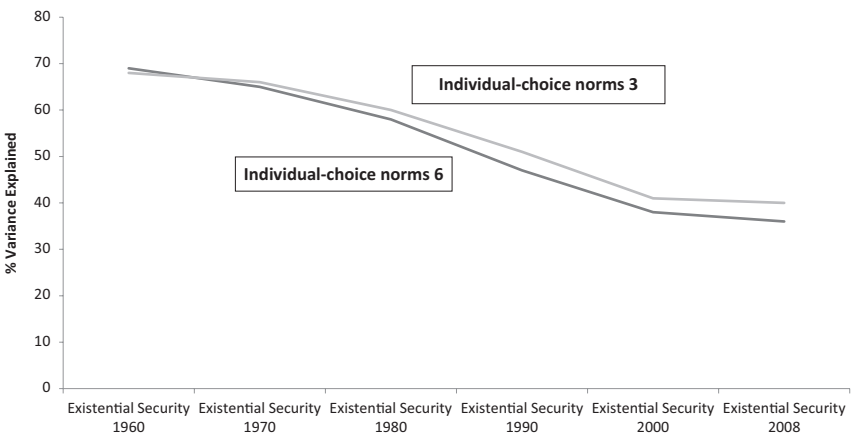 80
70
60
50
40
30
20
10
0
% Variance Explained
Individual-choice norms 3
Individual-choice norms 6
Existential Security Existential Security Existential Security Existential Security Existential Security Existential Security
1960 1970 1980 1990 2000 2008